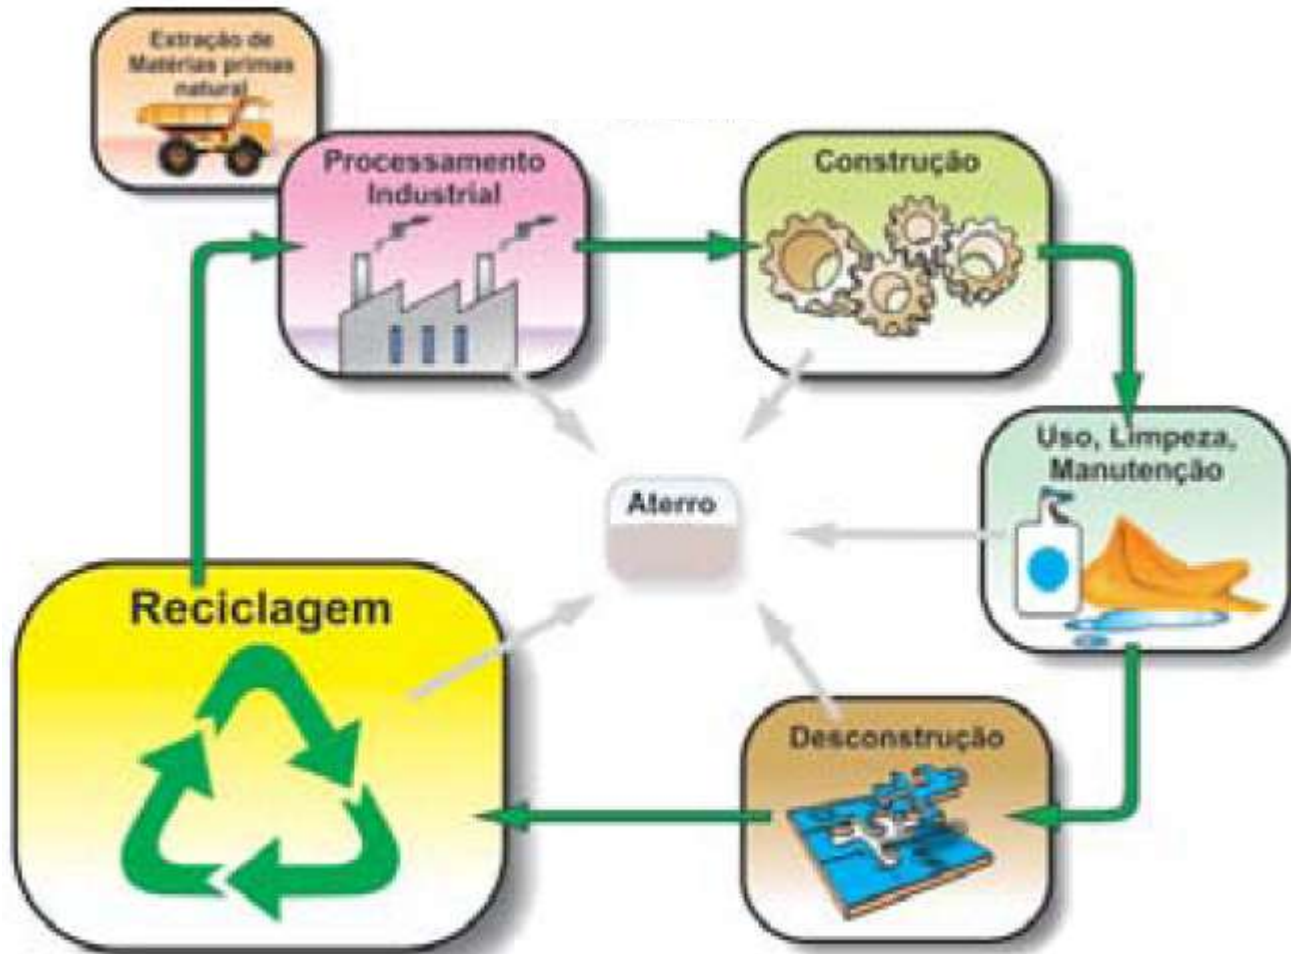 Extração de
Matérias primas
natural
Processamento
Industrial
Construção
Uso, Limpeza,
Manutenção
Aterro
Reciclagem
Desconstrução